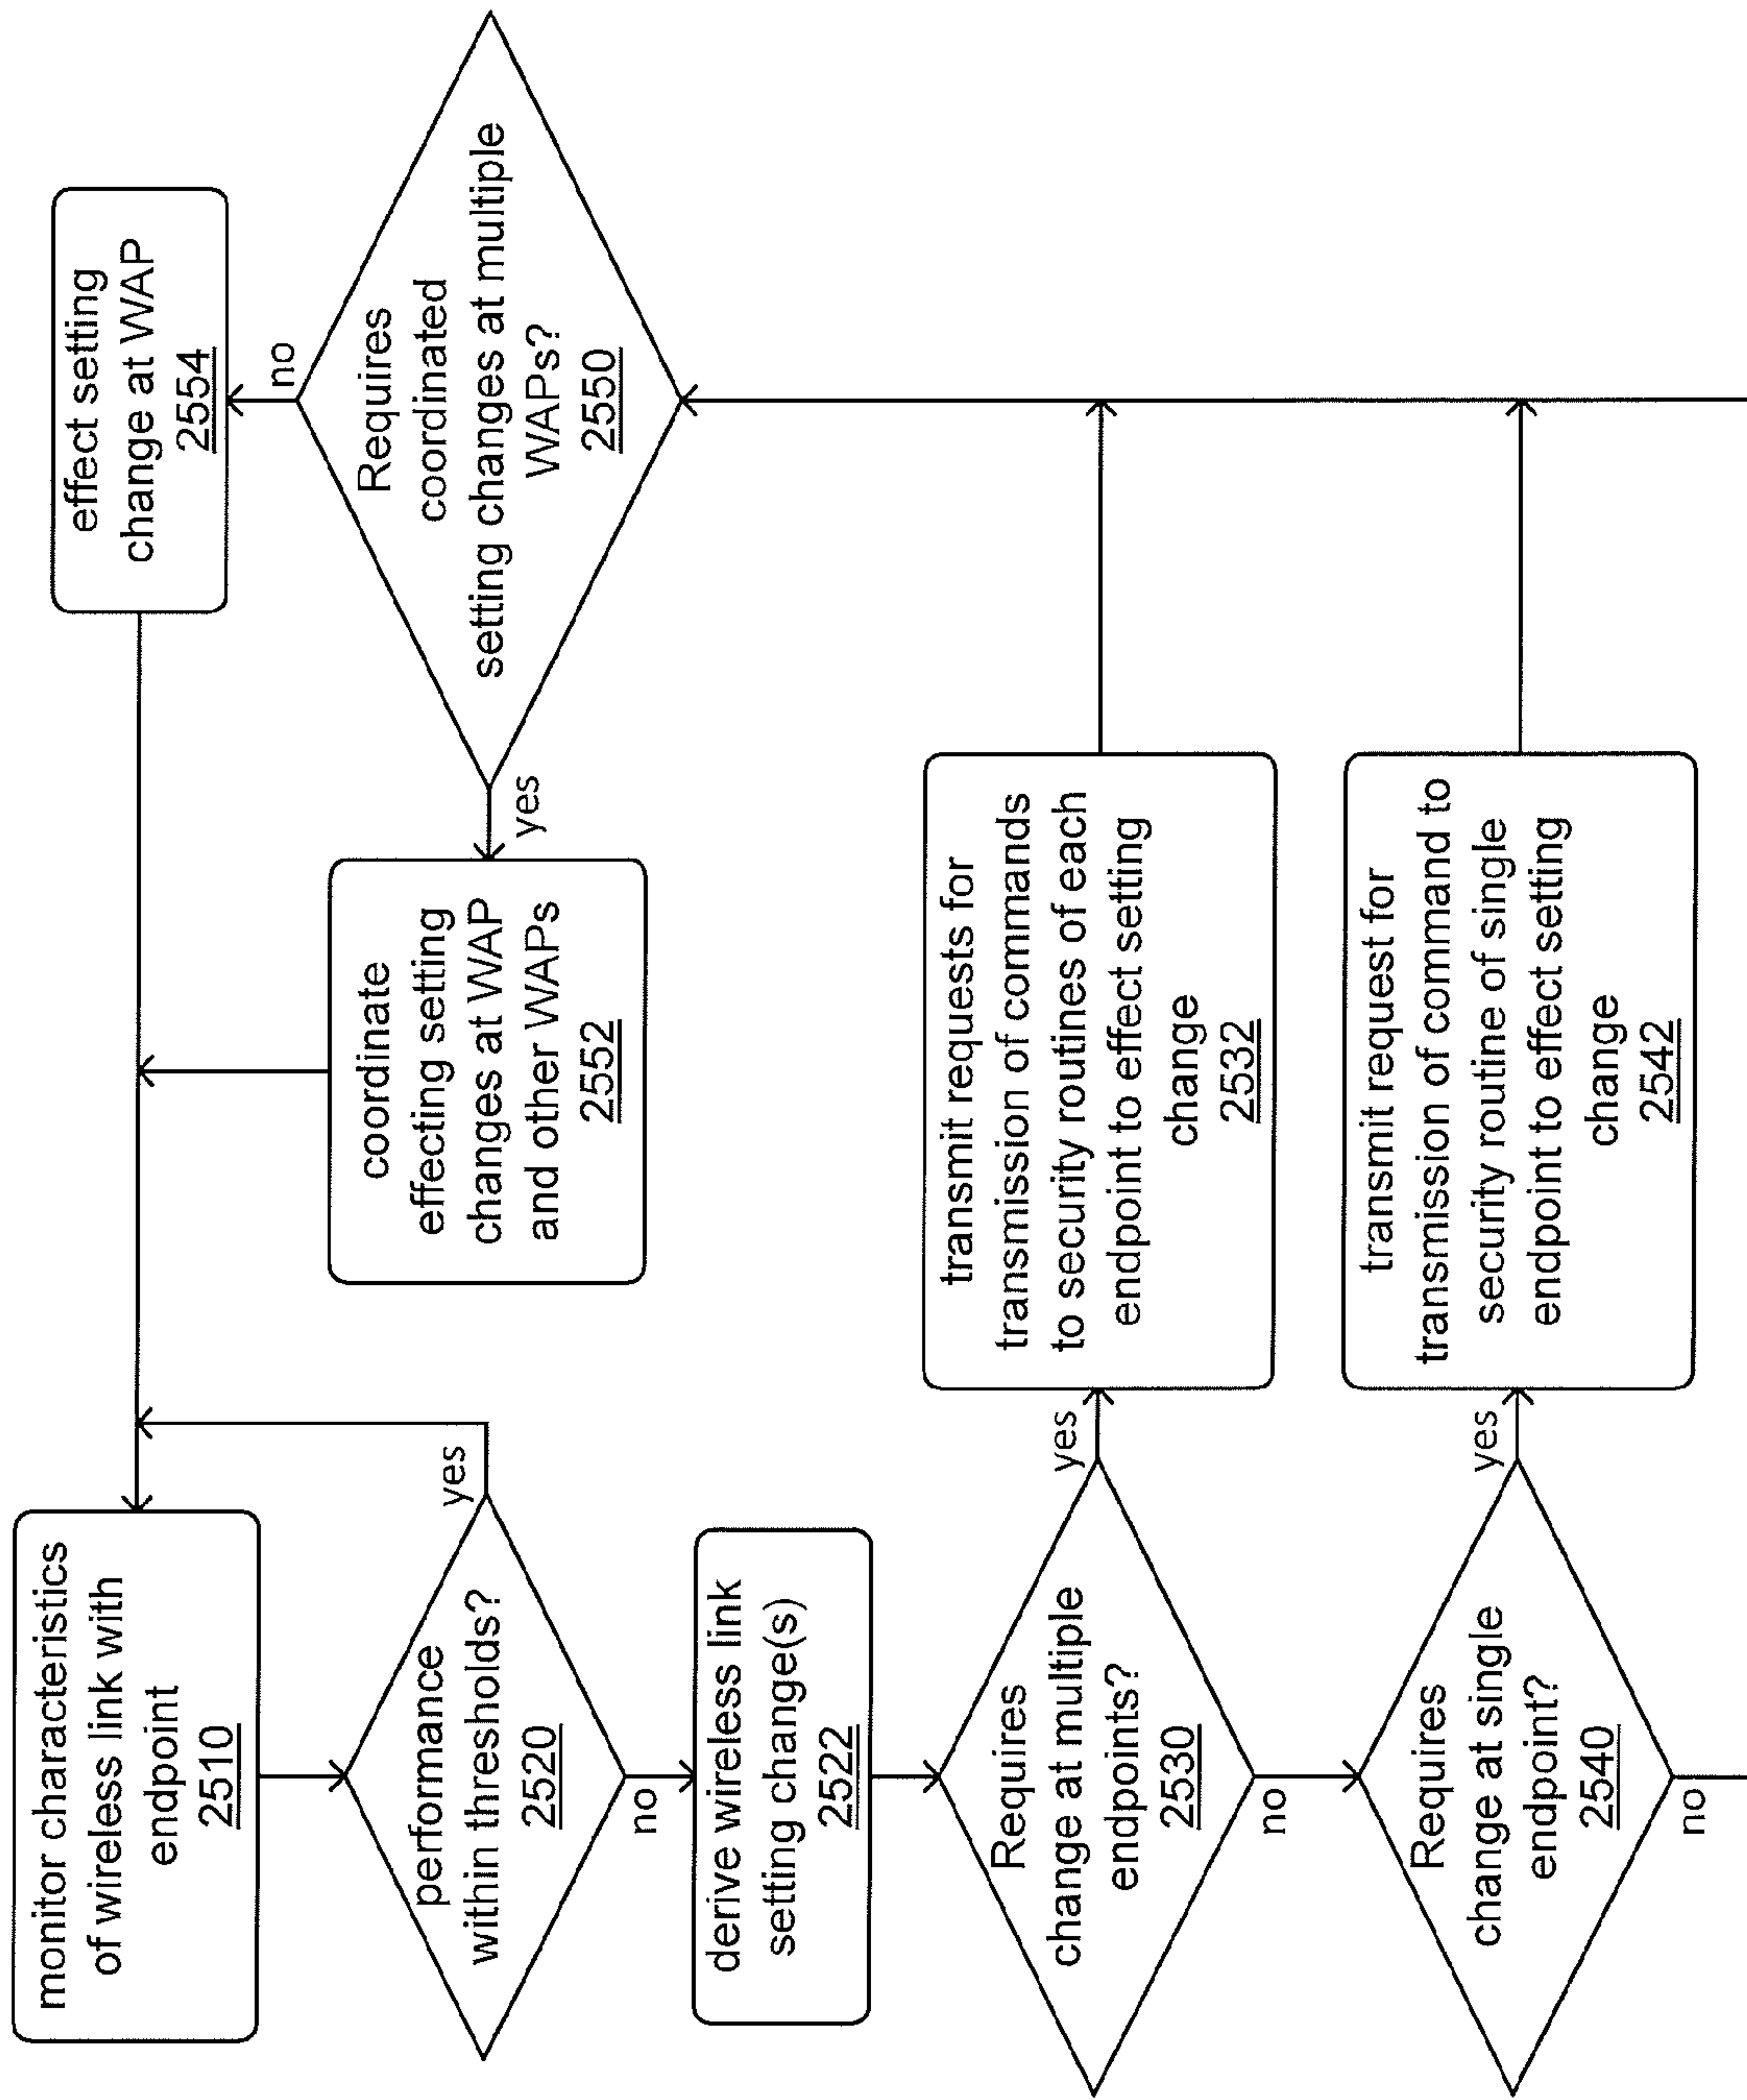 monitor characteristics
of wireless link with
endpoint
2510
performance
within thresholds?
2520
yes
no
derive wireless link
setting change(s)
2522
Requires
change at multiple
endpoints?
2530
yes
no
transmit requests for
transmission of commands
to security routines of each
endpoint to effect setting
change
2532
Requires
change at single
endpoint?
2540
yes
no
transmit request for
transmission of command to
security routine of single
endpoint to effect setting
change
2542
Requires
coordinated
setting changes at multiple
WAPs?
2550
yes
no
coordinate
effecting setting
changes at WAP
and other WAPs
2552
effect setting
change at WAP
2554